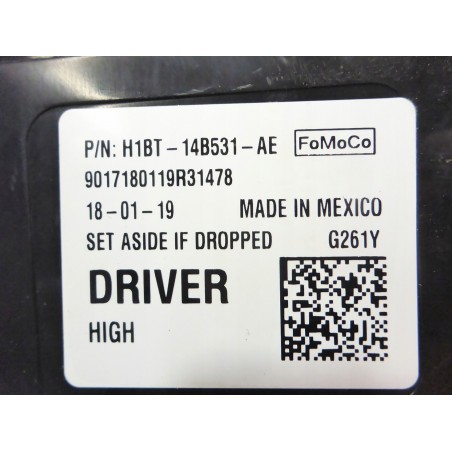 P/N: H1BT-14B531-AE FoMoCo
9017180119R31478
18-01-19 MADE IN MEXICO
SET ASIDE IF DROPPED G261Y
DRIVER
HIGH